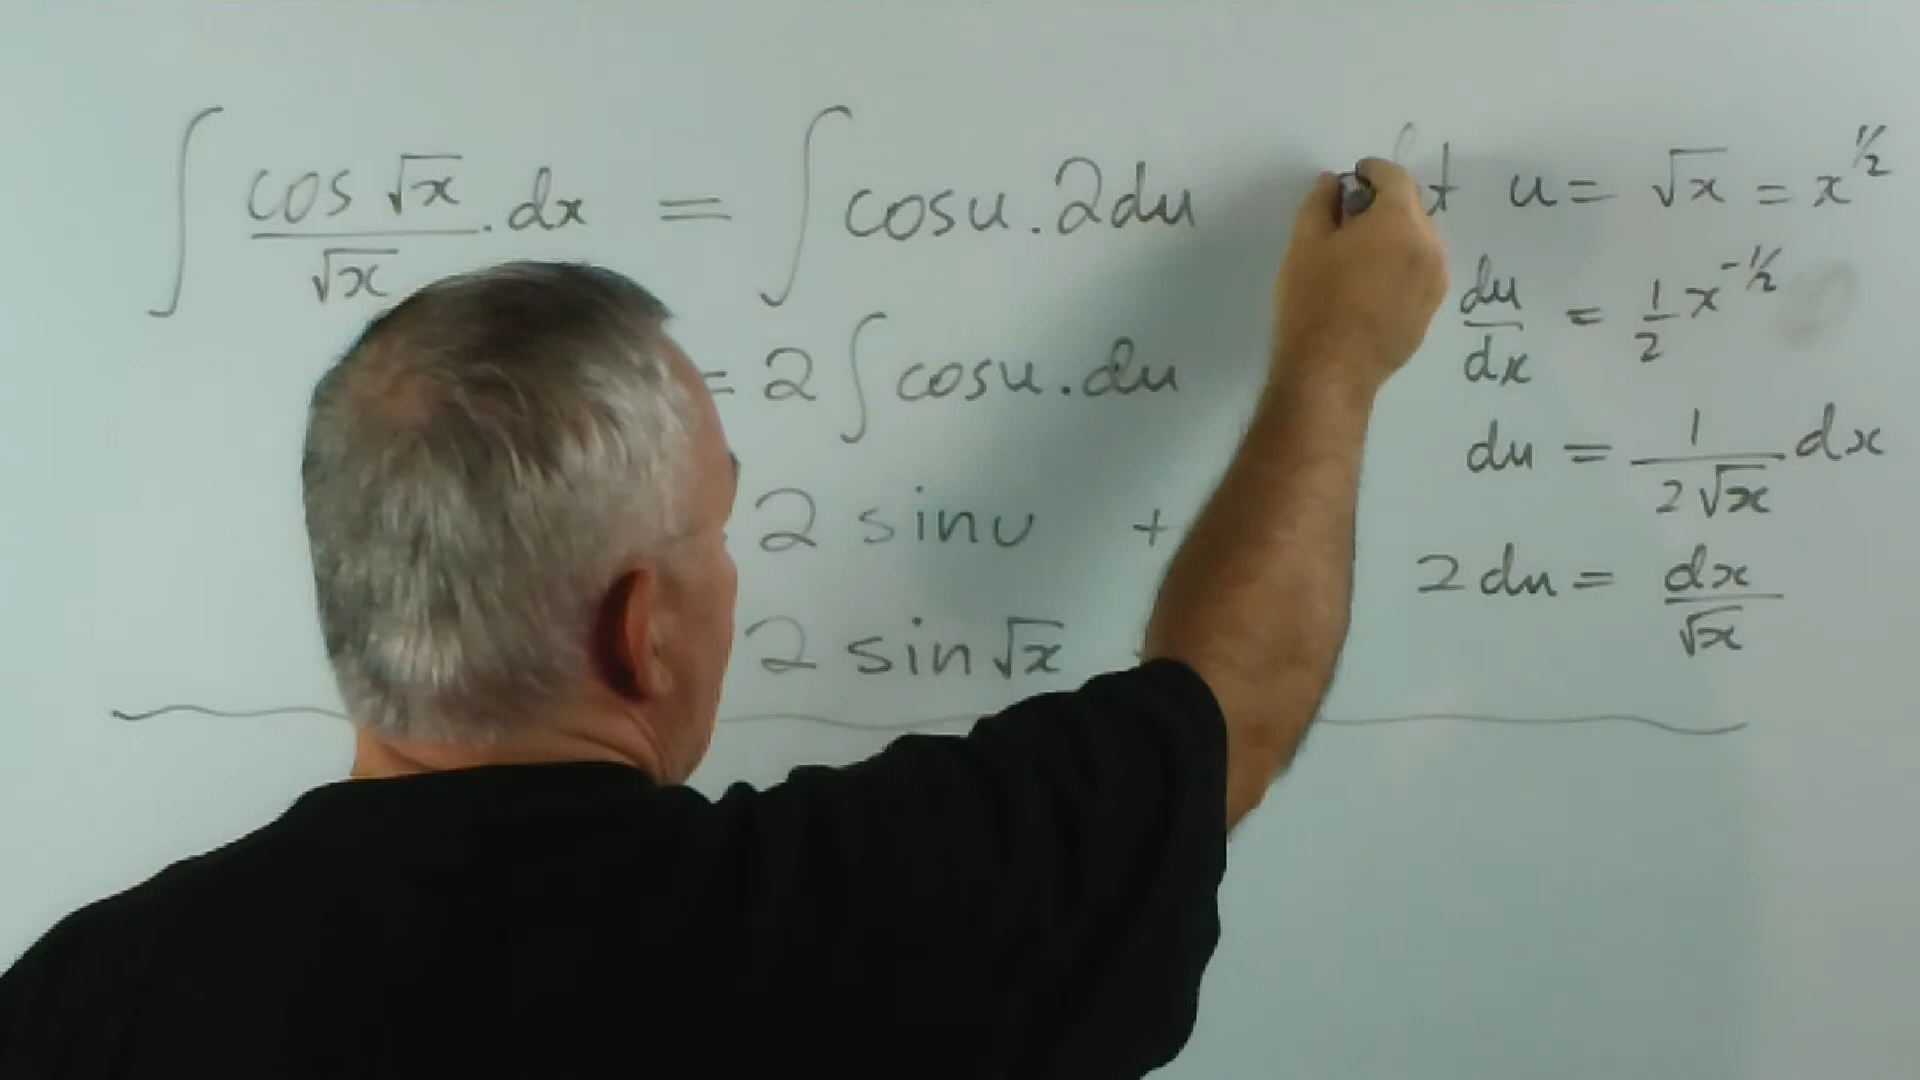 ∫ cos √x / √x . dx = ∫ cosu . 2du
= 2 ∫ cosu . du
2 sinu +
2 sin √x
u = √x = x^1/2
du/dx = 1/2 x^-1/2
du = 1/(2√x) dx
2du = dx/√x